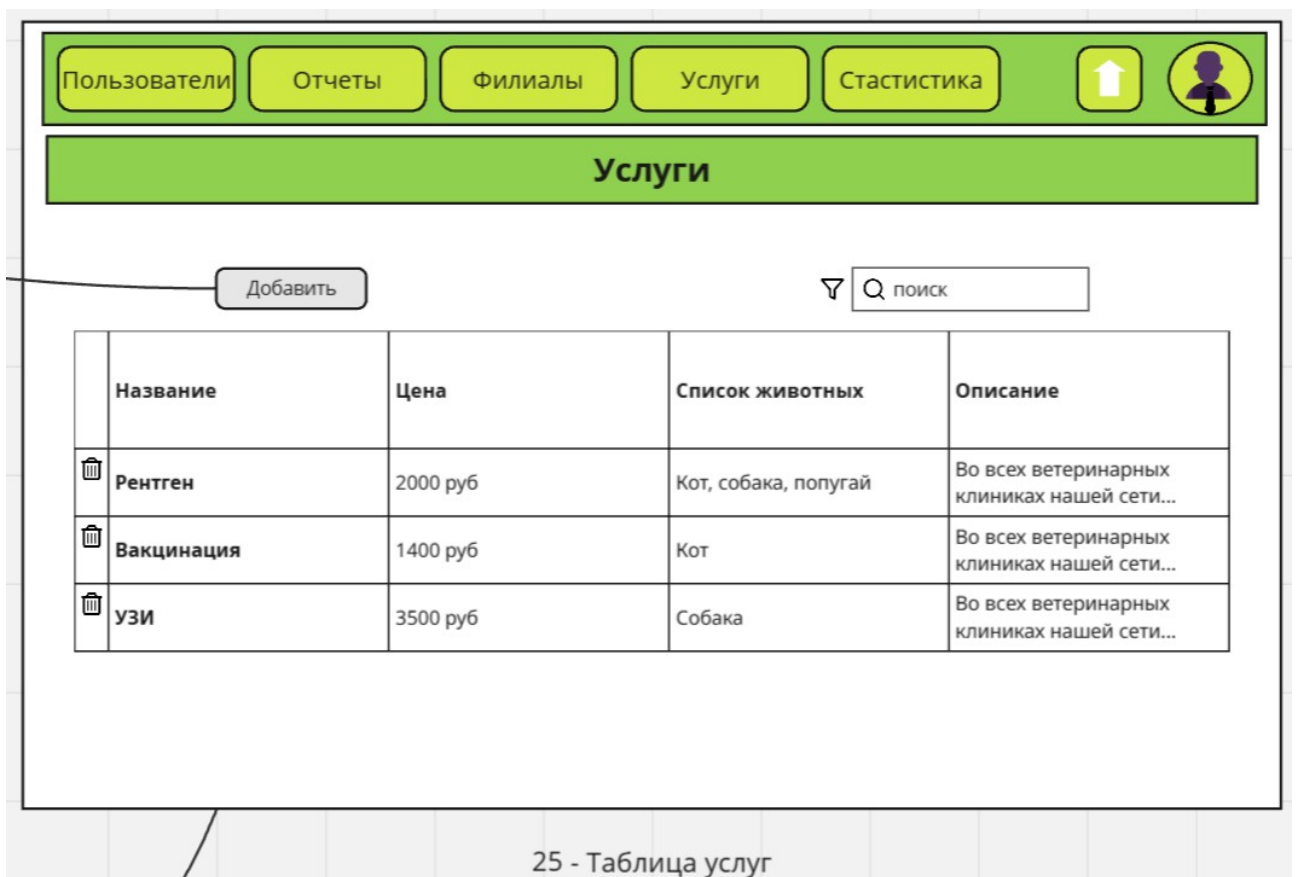 Пользователи Отчеты Филиалы Услуги Стастистика
Услуги
Добавить поиск
Название Цена Список животных Описание
Рентген 2000 руб Кот, собака, попугай Во всех ветеринарных
клиниках нашей сети...
Вакцинация 1400 руб Кот Во всех ветеринарных
клиниках нашей сети...
УЗИ 3500 руб Собака Во всех ветеринарных
клиниках нашей сети...
25 - Таблица услуг